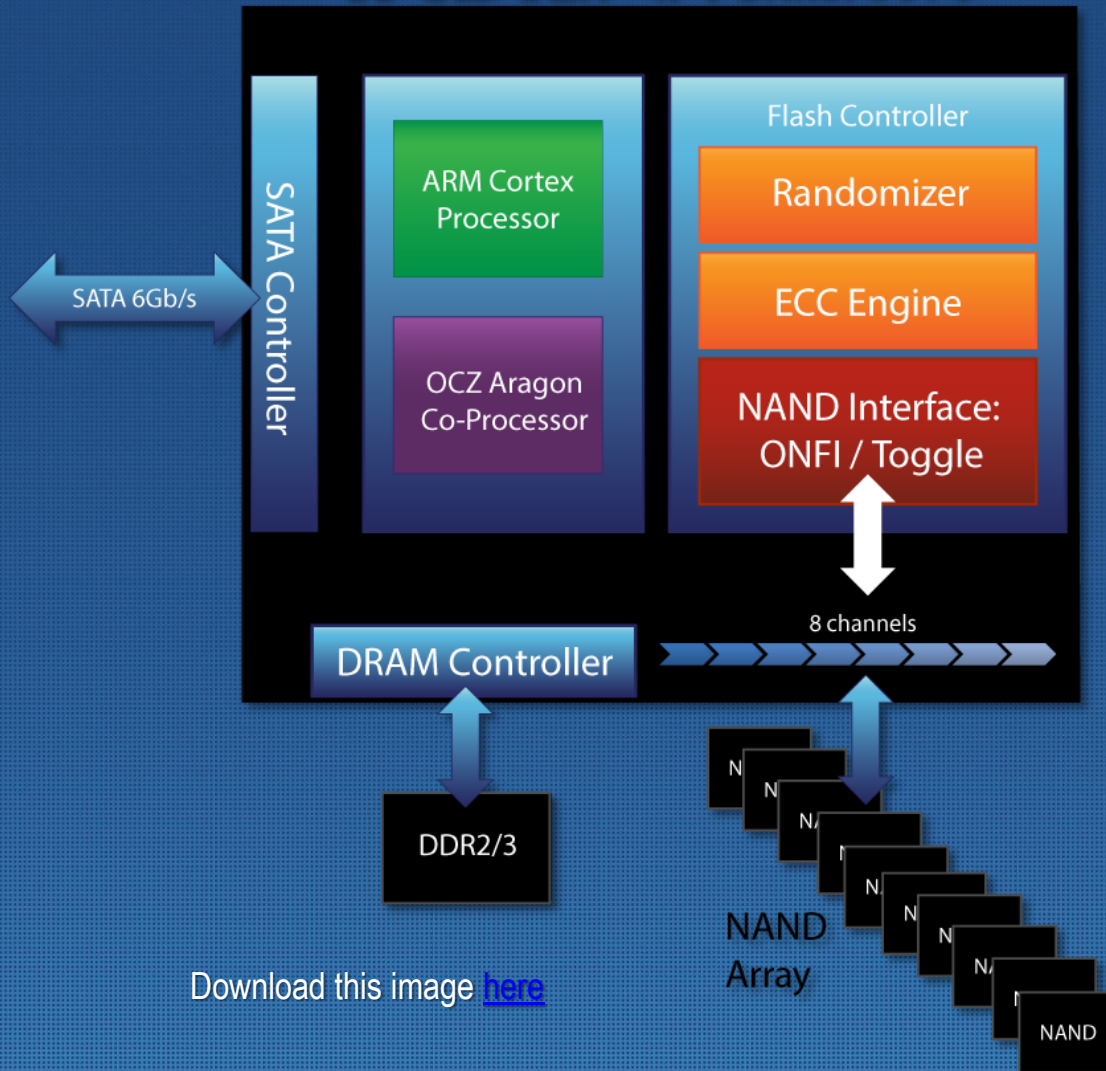 SATA 6Gb/s
SATA Controller
ARM Cortex
Processor
OCZ Aragon
Co-Processor
Flash Controller
Randomizer
ECC Engine
NAND Interface:
ONFI / Toggle
8 channels
DRAM Controller
DDR2/3
NAND
Array
NAND
Download this image here